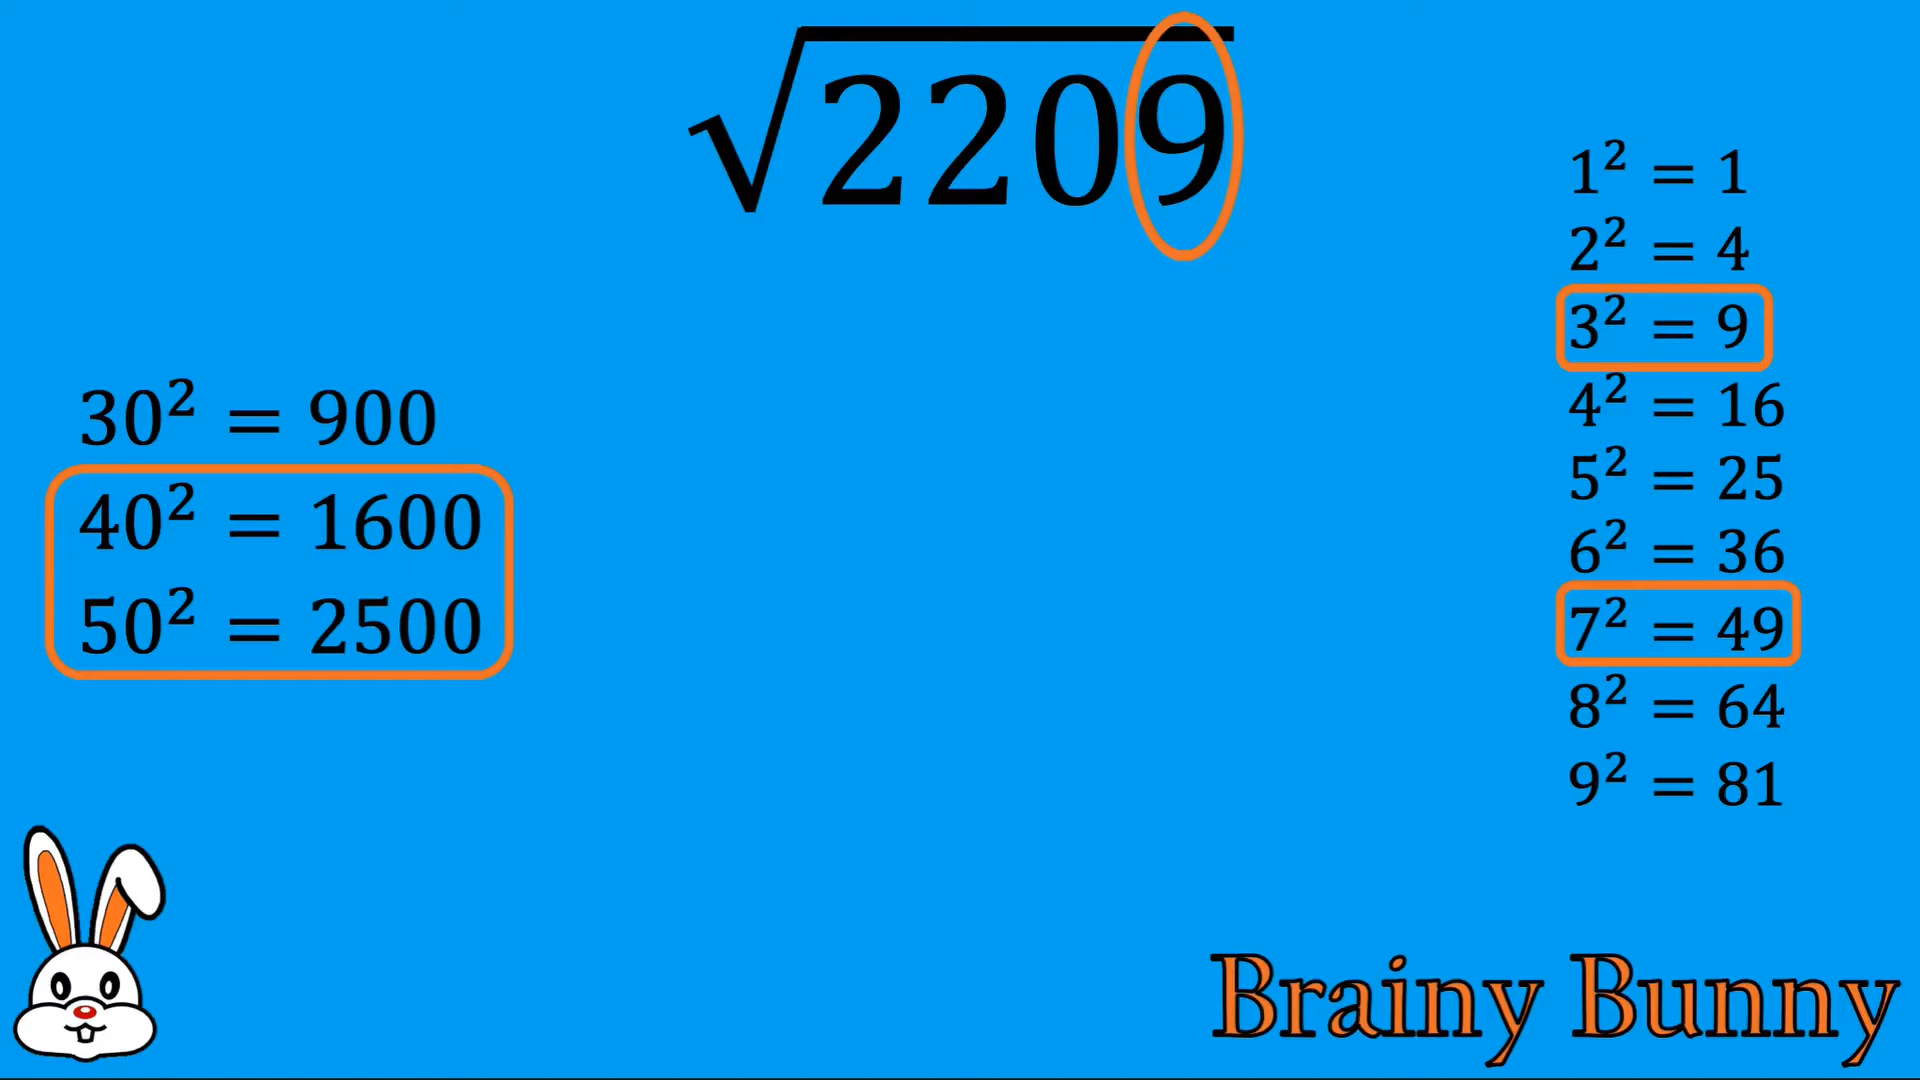 √2209
30² = 900
40² = 1600
50² = 2500
1² = 1
2² = 4
3² = 9
4² = 16
5² = 25
6² = 36
7² = 49
8² = 64
9² = 81
Brainy Bunny